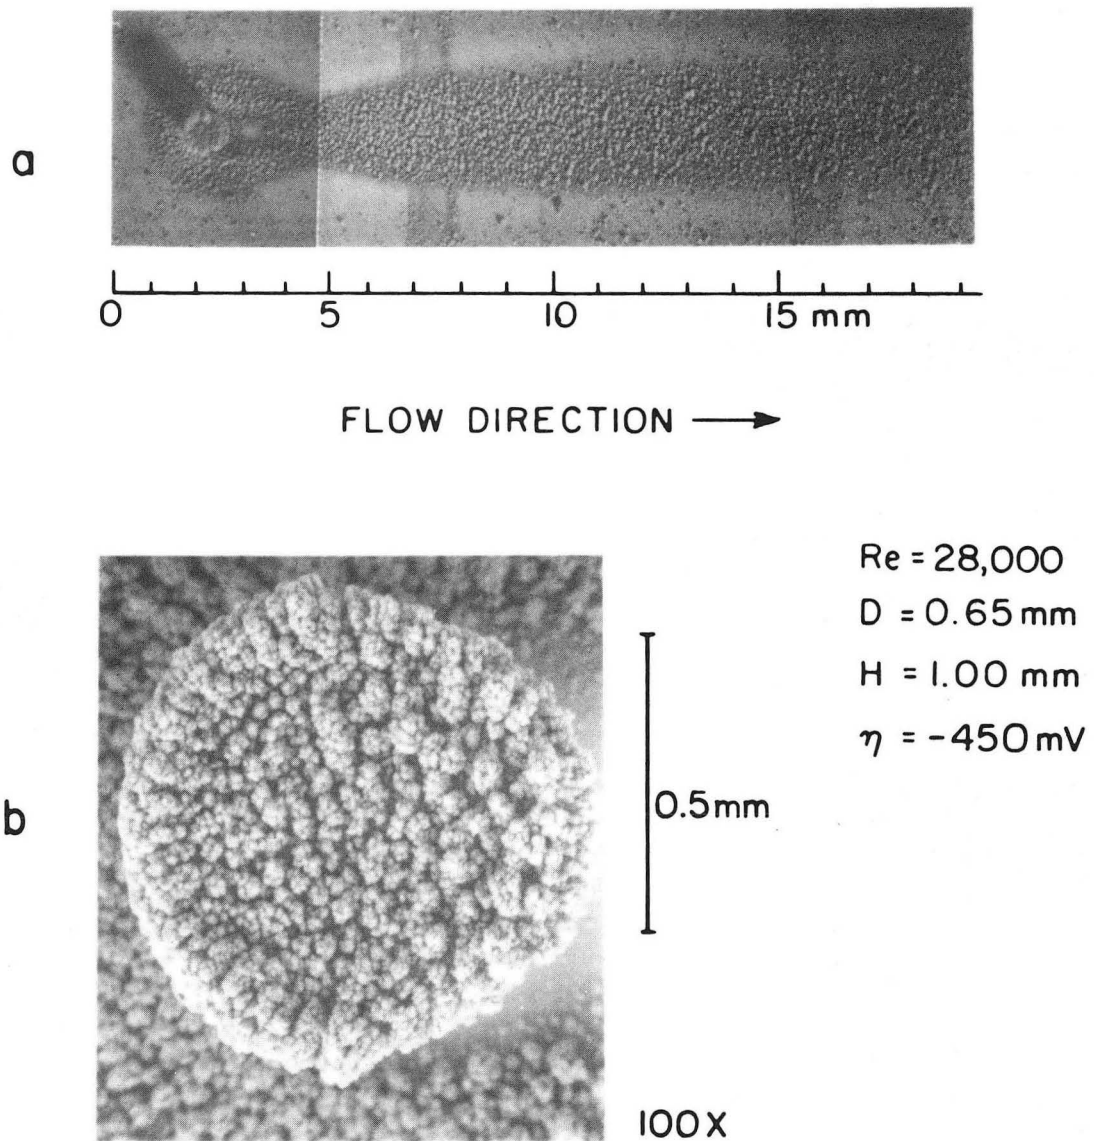 a
0 5 10 15 mm
FLOW DIRECTION
b
0.5mm
Re = 28,000
D = 0.65 mm
H = 1.00 mm
η = -450 mV
100X